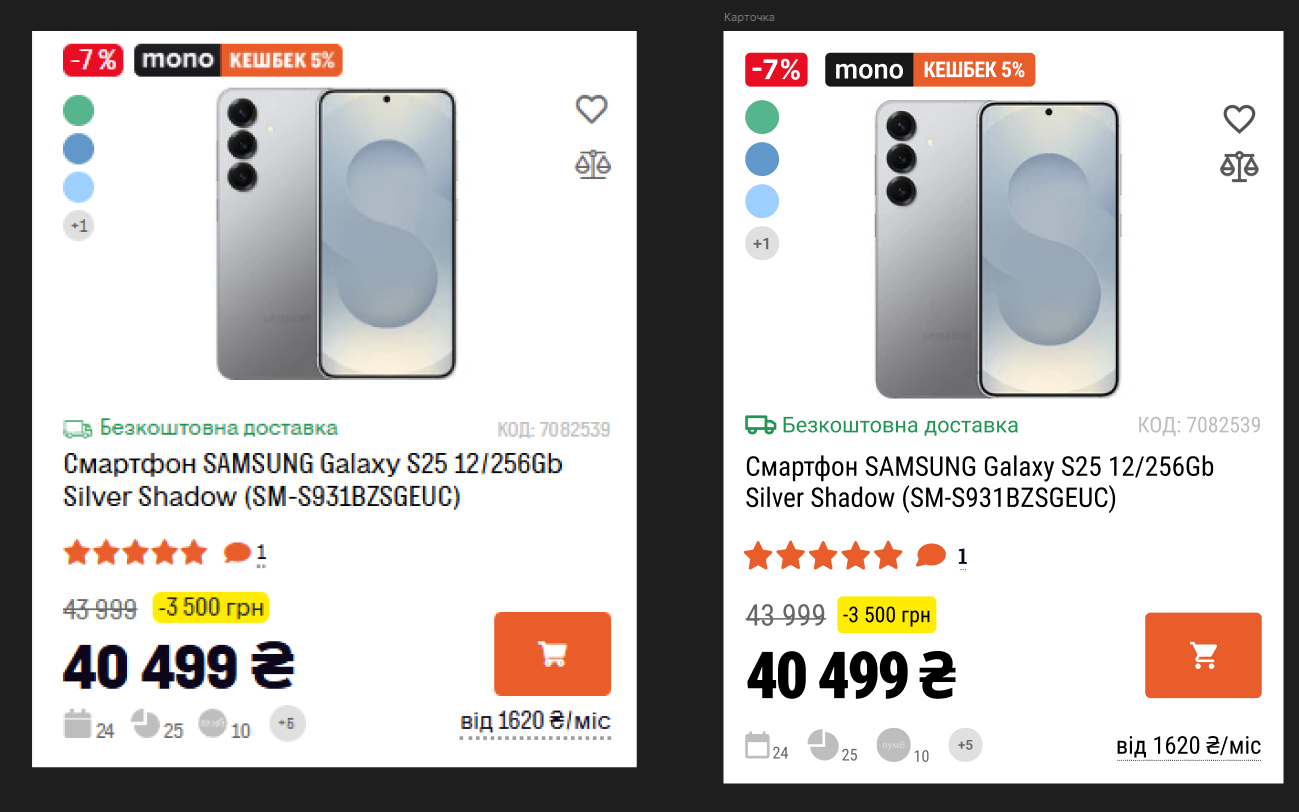 -7 %
mono КЕШБЕК 5%
+1
Безкоштовна доставка
КОД: 7082539
Смартфон SAMSUNG Galaxy S25 12/256Gb
Silver Shadow (SM-S931BZSGEUC)
1
43 999
-3 500 грн
40 499 ₴
24
25
10
+5
від 1620 ₴/міс
Карточка
-7%
mono КЕШБЕК 5%
+1
SAMSUNG
Безкоштовна доставка
КОД: 7082539
Смартфон SAMSUNG Galaxy S25 12/256Gb
Silver Shadow (SM-S931BZSGEUC)
1
43 999
-3 500 грн
40 499 ₴
24
25
пумб
10
+5
від 1620 ₴/міс